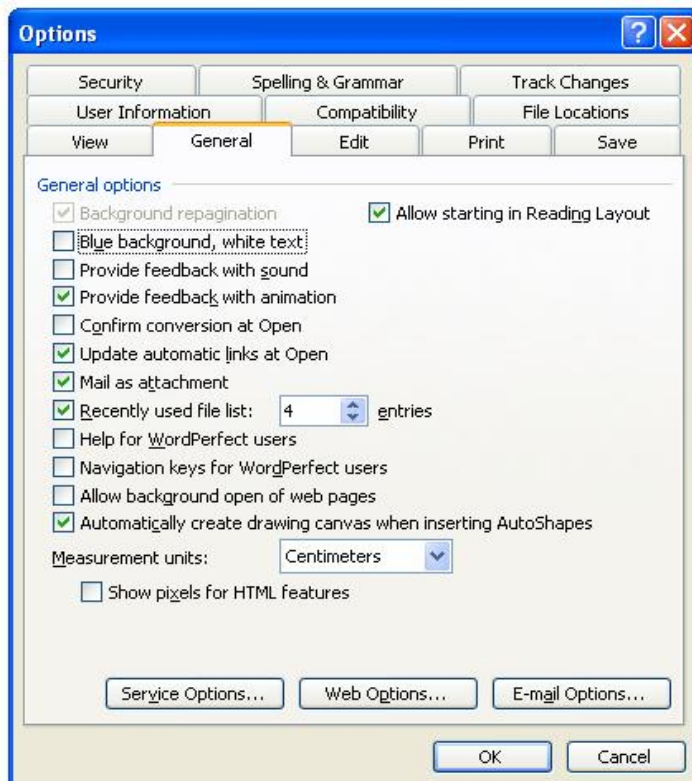 Options
Security Spelling & Grammar Track Changes
User Information Compatibility File Locations
View General Edit Print Save
General options
Background repagination Allow starting in Reading Layout
Blue background, white text
Provide feedback with sound
Provide feedback with animation
Confirm conversion at Open
Update automatic links at Open
Mail as attachment
Recently used file list: 4 entries
Help for WordPerfect users
Navigation keys for WordPerfect users
Allow background open of web pages
Automatically create drawing canvas when inserting AutoShapes
Measurement units: Centimeters
Show pixels for HTML features
Service Options... Web Options... E-mail Options...
OK Cancel